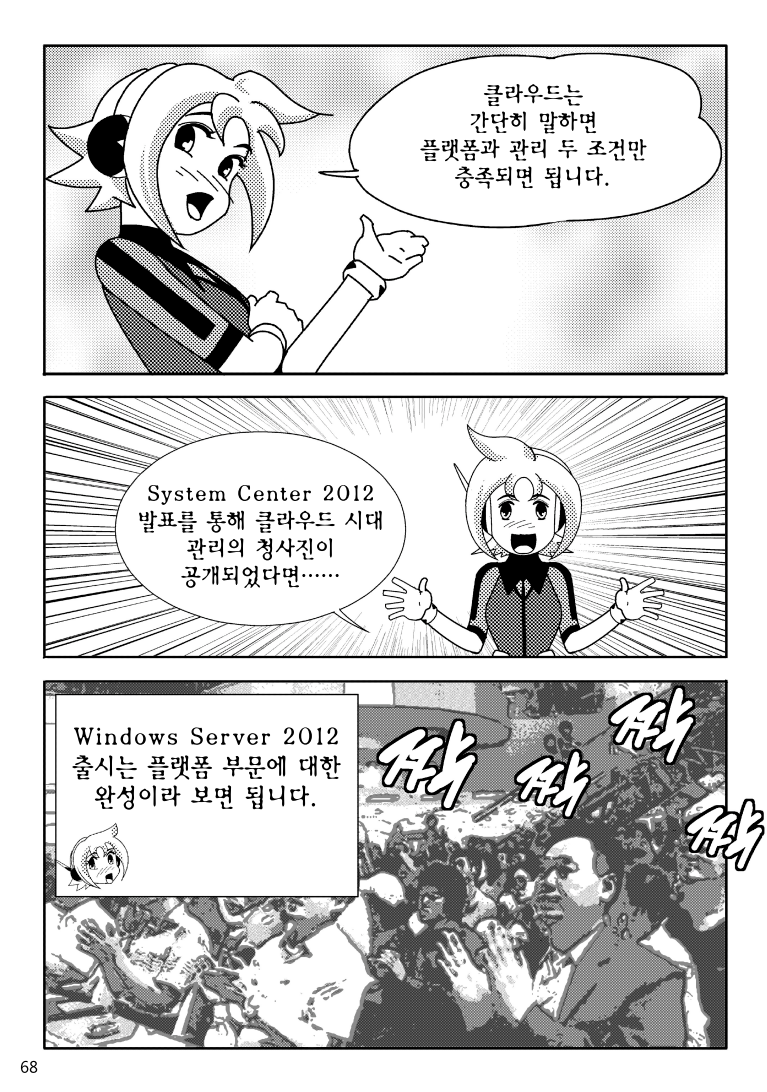 클라우드는
간단히 말하면
플랫폼과 관리 두 조건만
충족되면 됩니다.
System Center 2012
발표를 통해 클라우드 시대
관리의 청사진이
공개되었다면……
Windows Server 2012
출시는 플랫폼 부문에 대한
완성이라 보면 됩니다.
짝
짝
짝
짝
68